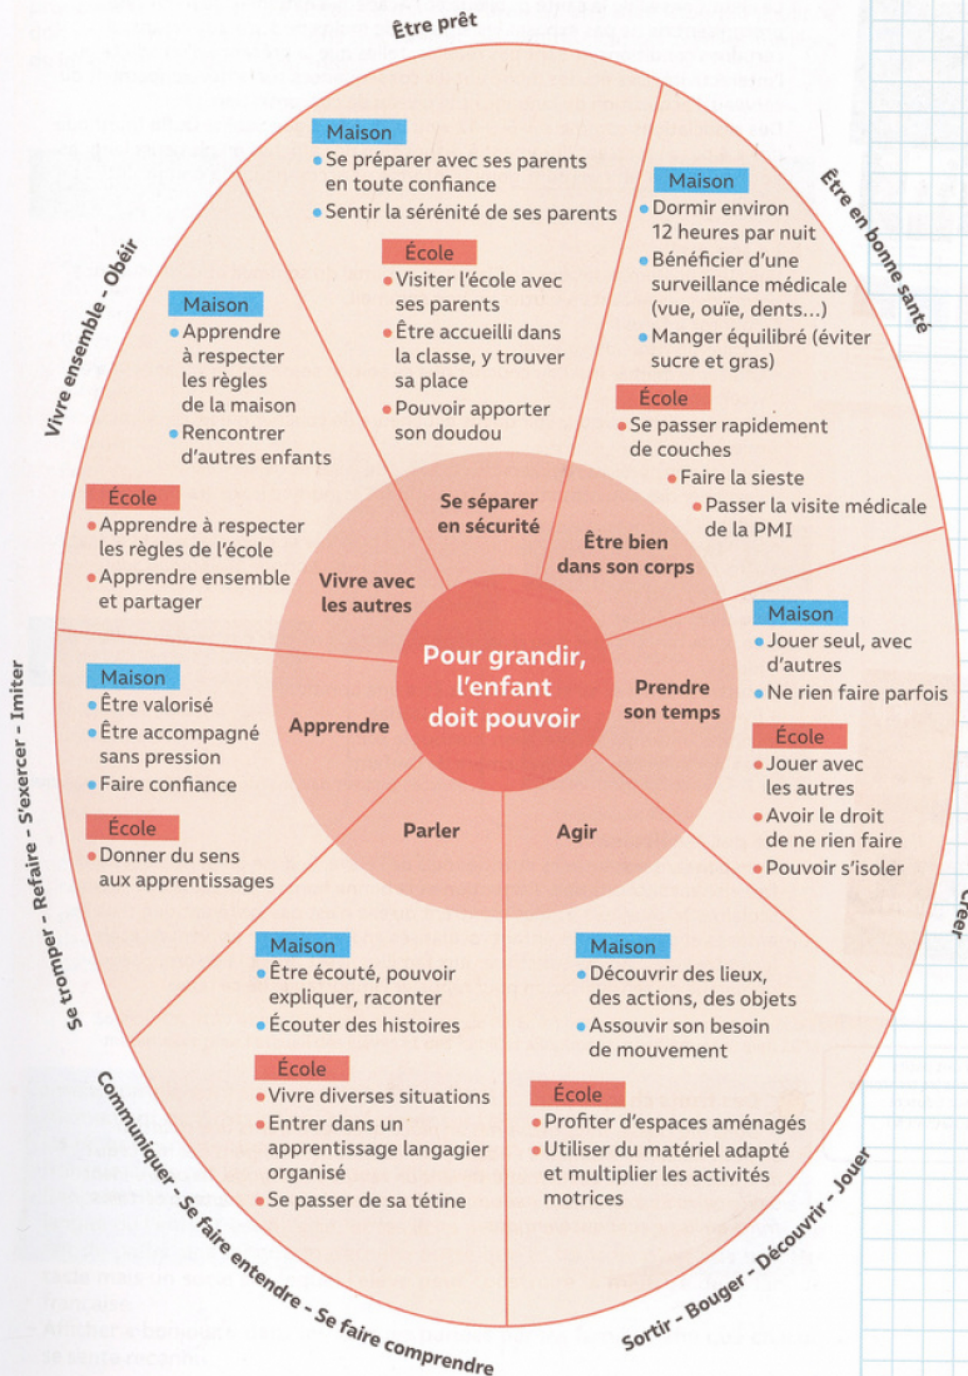 Être prêt
Maison
• Se préparer avec ses parents
en toute confiance
• Sentir la sérénité de ses parents
École
• Visiter l'école avec
ses parents
• Être accueilli dans
la classe, y trouver
sa place
• Pouvoir apporter
son doudou
Se séparer
en sécurité
Être en bonne santé
Maison
• Dormir environ
12 heures par nuit
• Bénéficier d'une
surveillance médicale
(vue, ouïe, dents...)
• Manger équilibré (éviter
sucre et gras)
École
• Se passer rapidement
de couches
• Faire la sieste
• Passer la visite médicale
de la PMI
Être bien
dans son corps
Maison
• Jouer seul, avec
d'autres
• Ne rien faire parfois
École
• Jouer avec
les autres
• Avoir le droit
de ne rien faire
• Pouvoir s'isoler
Prendre
son temps
Créer
Agir
Maison
• Découvrir des lieux,
des actions, des objets
• Assouvir son besoin
de mouvement
École
• Profiter d'espaces aménagés
• Utiliser du matériel adapté
et multiplier les activités
motrices
Sortir - Bouger - Découvrir - Jouer
Parler
Maison
• Être écouté, pouvoir
expliquer, raconter
• Écouter des histoires
École
• Vivre diverses situations
• Entrer dans un
apprentissage langagier
organisé
• Se passer de sa tétine
Communiquer - Se faire entendre - Se faire comprendre
Apprendre
Maison
• Être valorisé
• Être accompagné
sans pression
• Faire confiance
École
• Donner du sens
aux apprentissages
Se tromper - Refaire - S'exercer - Imiter
Vivre avec
les autres
Maison
• Apprendre
à respecter
les règles
de la maison
• Rencontrer
d'autres enfants
École
• Apprendre à respecter
les règles de l'école
• Apprendre ensemble
et partager
Vivre ensemble - Obéir
Pour grandir,
l'enfant
doit pouvoir